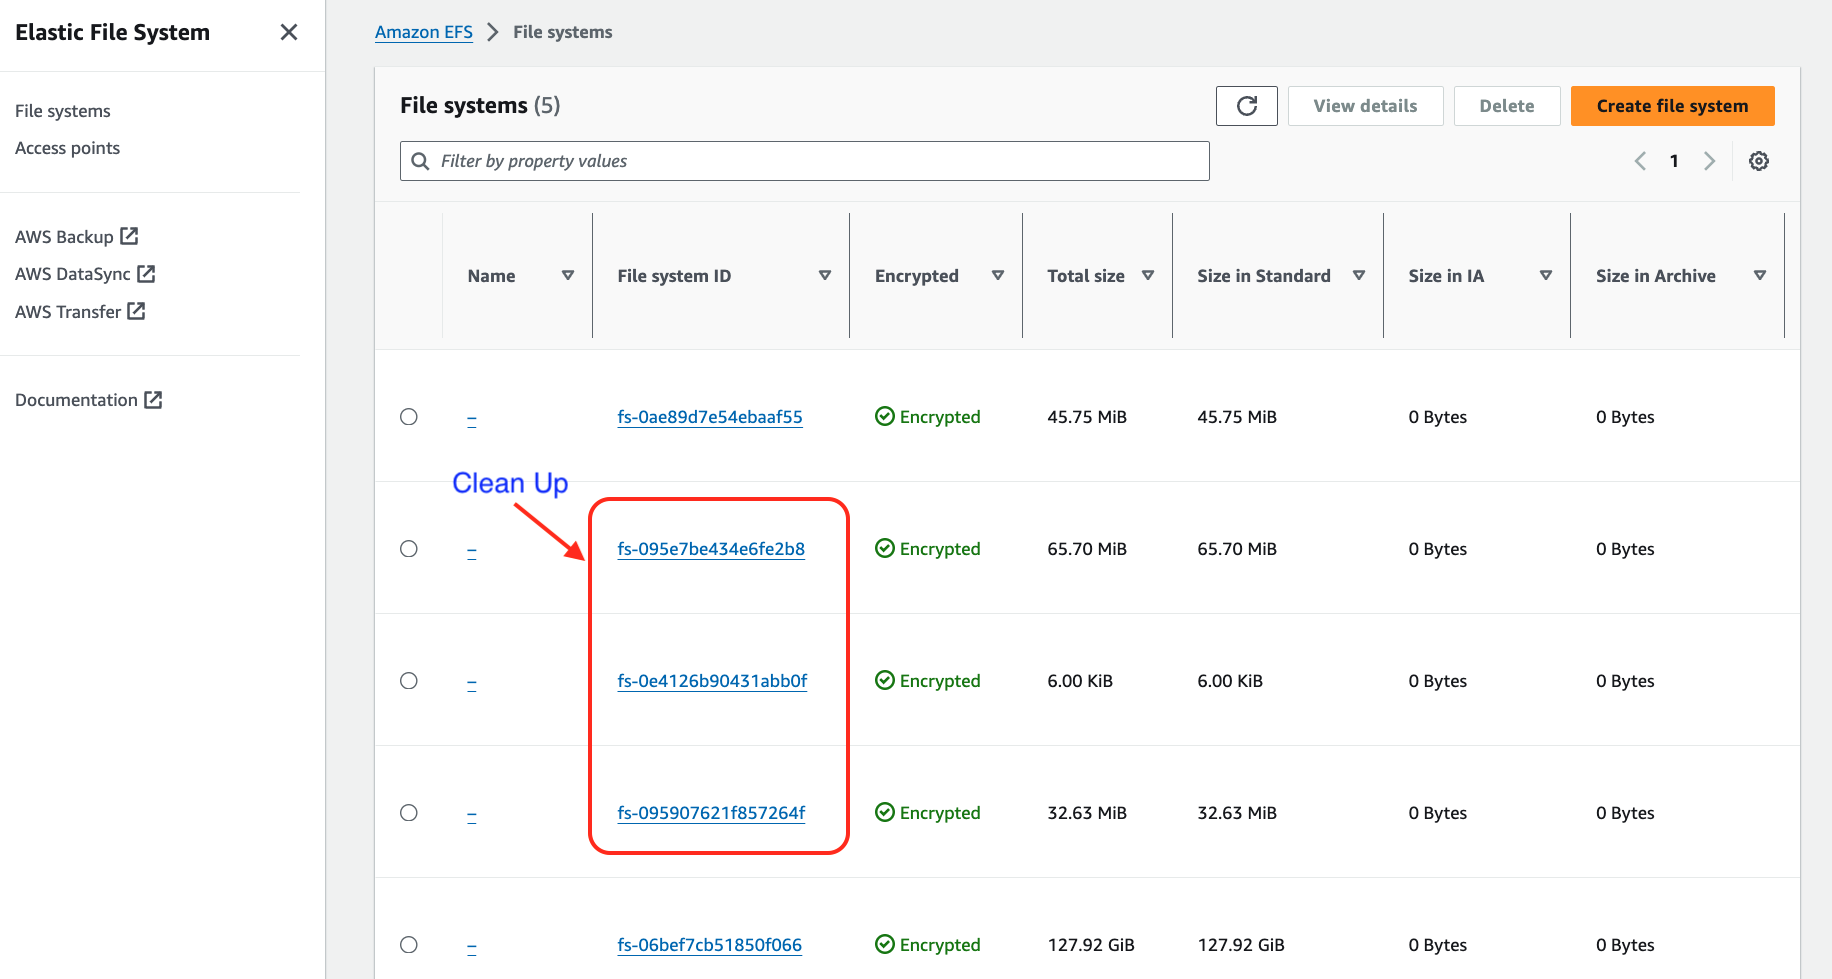 Elastic File System
File systems
Access points
AWS Backup
AWS DataSync
AWS Transfer
Documentation
Amazon EFS > File systems
File systems (5)
View details
Delete
Create file system
Filter by property values
1
Name File system ID Encrypted Total size Size in Standard Size in IA Size in Archive
– fs-0ae89d7e54ebaaf55 Encrypted 45.75 MiB 45.75 MiB 0 Bytes 0 Bytes
Clean Up
– fs-095e7be434e6fe2b8 Encrypted 65.70 MiB 65.70 MiB 0 Bytes 0 Bytes
– fs-0e4126b90431abb0f Encrypted 6.00 KiB 6.00 KiB 0 Bytes 0 Bytes
– fs-095907621f857264f Encrypted 32.63 MiB 32.63 MiB 0 Bytes 0 Bytes
– fs-06bef7cb51850f066 Encrypted 127.92 GiB 127.92 GiB 0 Bytes 0 Bytes